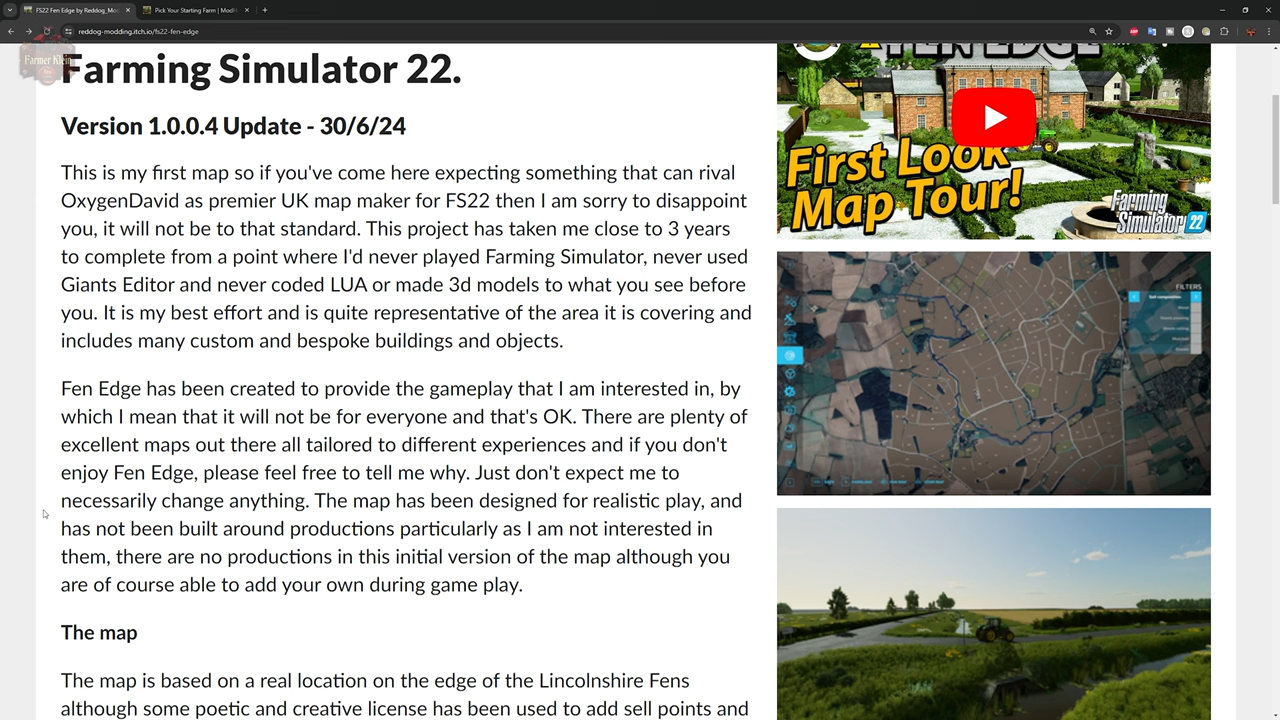 FS22 Fen Edge by Reddog_Mod
Pick Your Starting Farm | ModH
reddog-modding.itch.io/fs22-fen-edge
Farmer Klein
Farming Simulator 22.
Version 1.0.0.4 Update - 30/6/24
This is my first map so if you've come here expecting something that can rival
OxygenDavid as premier UK map maker for FS22 then I am sorry to disappoint
you, it will not be to that standard. This project has taken me close to 3 years
to complete from a point where I'd never played Farming Simulator, never used
Giants Editor and never coded LUA or made 3d models to what you see before
you. It is my best effort and is quite representative of the area it is covering and
includes many custom and bespoke buildings and objects.
Fen Edge has been created to provide the gameplay that I am interested in, by
which I mean that it will not be for everyone and that's OK. There are plenty of
excellent maps out there all tailored to different experiences and if you don't
enjoy Fen Edge, please feel free to tell me why. Just don't expect me to
necessarily change anything. The map has been designed for realistic play, and
has not been built around productions particularly as I am not interested in
them, there are no productions in this initial version of the map although you
are of course able to add your own during game play.
The map
The map is based on a real location on the edge of the Lincolnshire Fens
although some poetic and creative license has been used to add sell points and
FEN EDGE
First Look
Map Tour!
Farming
Simulator 22
FILTERS
Soil composition